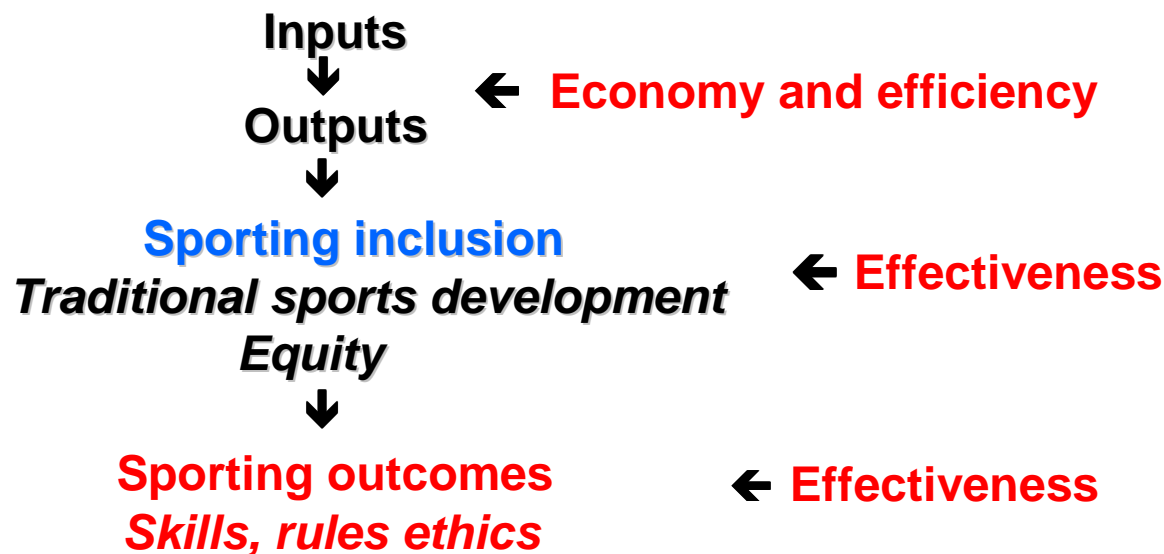 Inputs
Economy and efficiency
Outputs
Sporting inclusion
Traditional sports development
Effectiveness
Equity
Sporting outcomes
Effectiveness
Skills, rules ethics